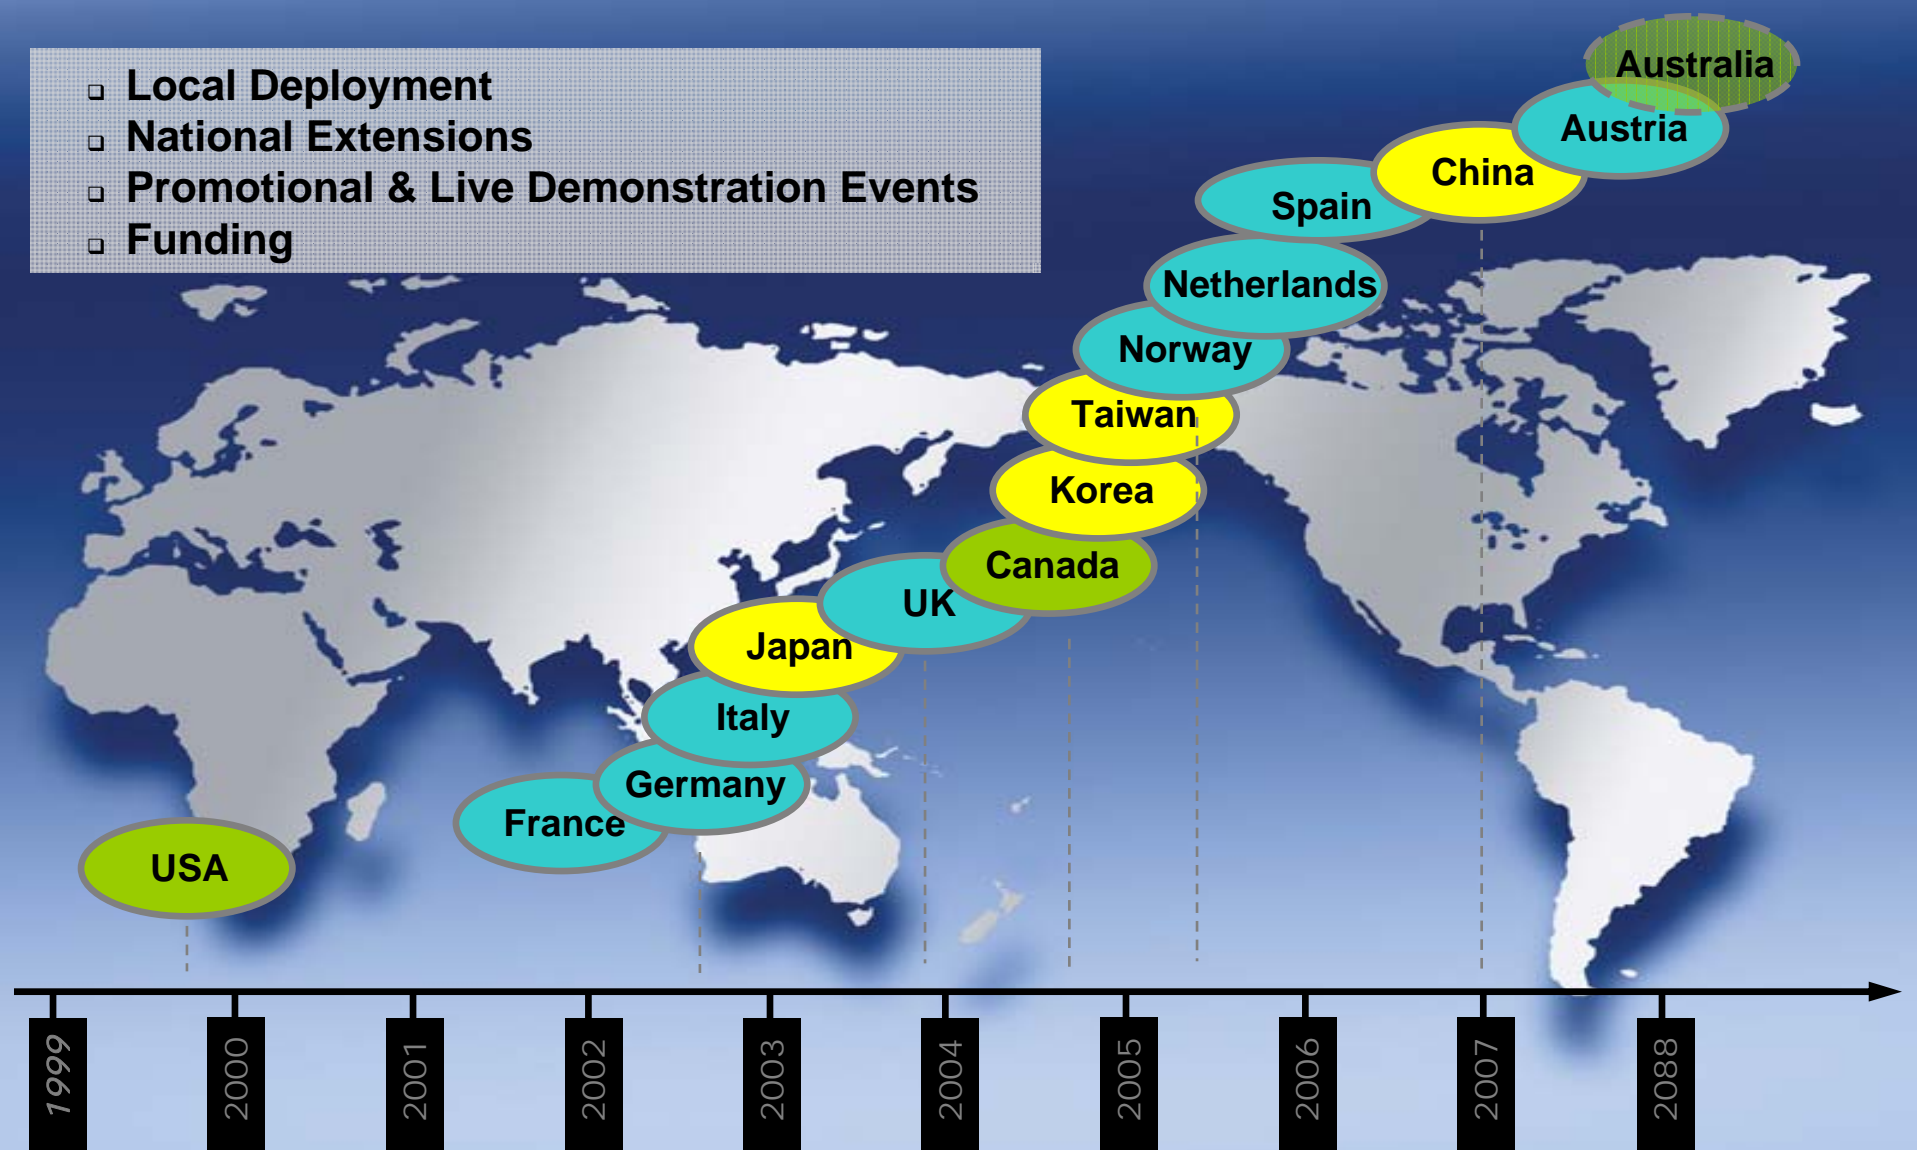 ❑ Local Deployment
❑ National Extensions
❑ Promotional & Live Demonstration Events
❑ Funding
Australia
Austria
China
Spain
Netherlands
Norway
Taiwan
Korea
Canada
UK
Japan
Italy
Germany
France
USA
1999
2000
2001
2002
2003
2004
2005
2006
2007
2088